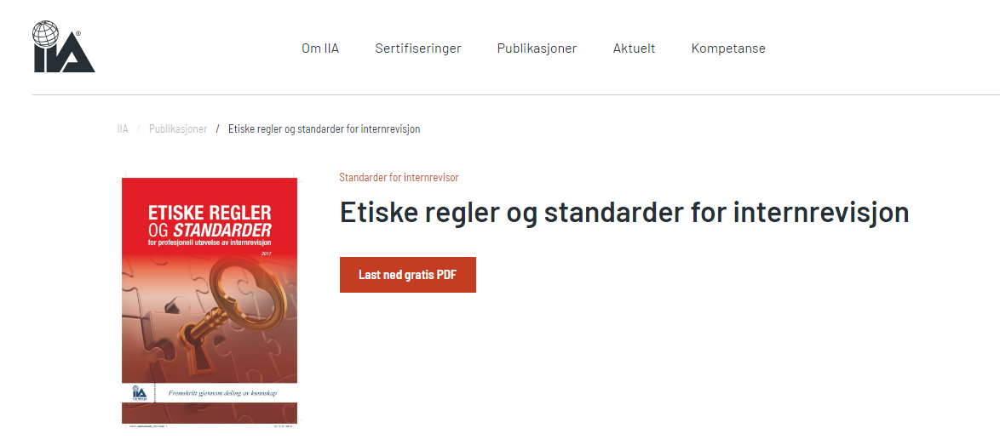 IIA
Om IIA Sertifiseringer Publikasjoner Aktuelt Kompetanse
IIA / Publikasjoner / Etiske regler og standarder for internrevisjon
Standarder for internrevisor
Etiske regler og standarder for internrevisjon
Last ned gratis PDF
ETISKE REGLER
OG STANDARDER
for profesjonell utøvelse av internrevisjon
2017
IIA
Fremskritt gjennom deling av kunnskap